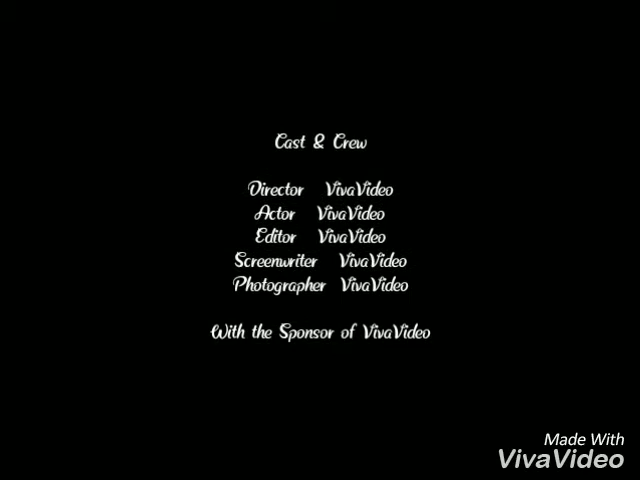 Cast & Crew
Director VivaVideo
Actor VivaVideo
Editor VivaVideo
Screenwriter VivaVideo
Photographer VivaVideo
With the Sponsor of VivaVideo
Made With
VivaVideo